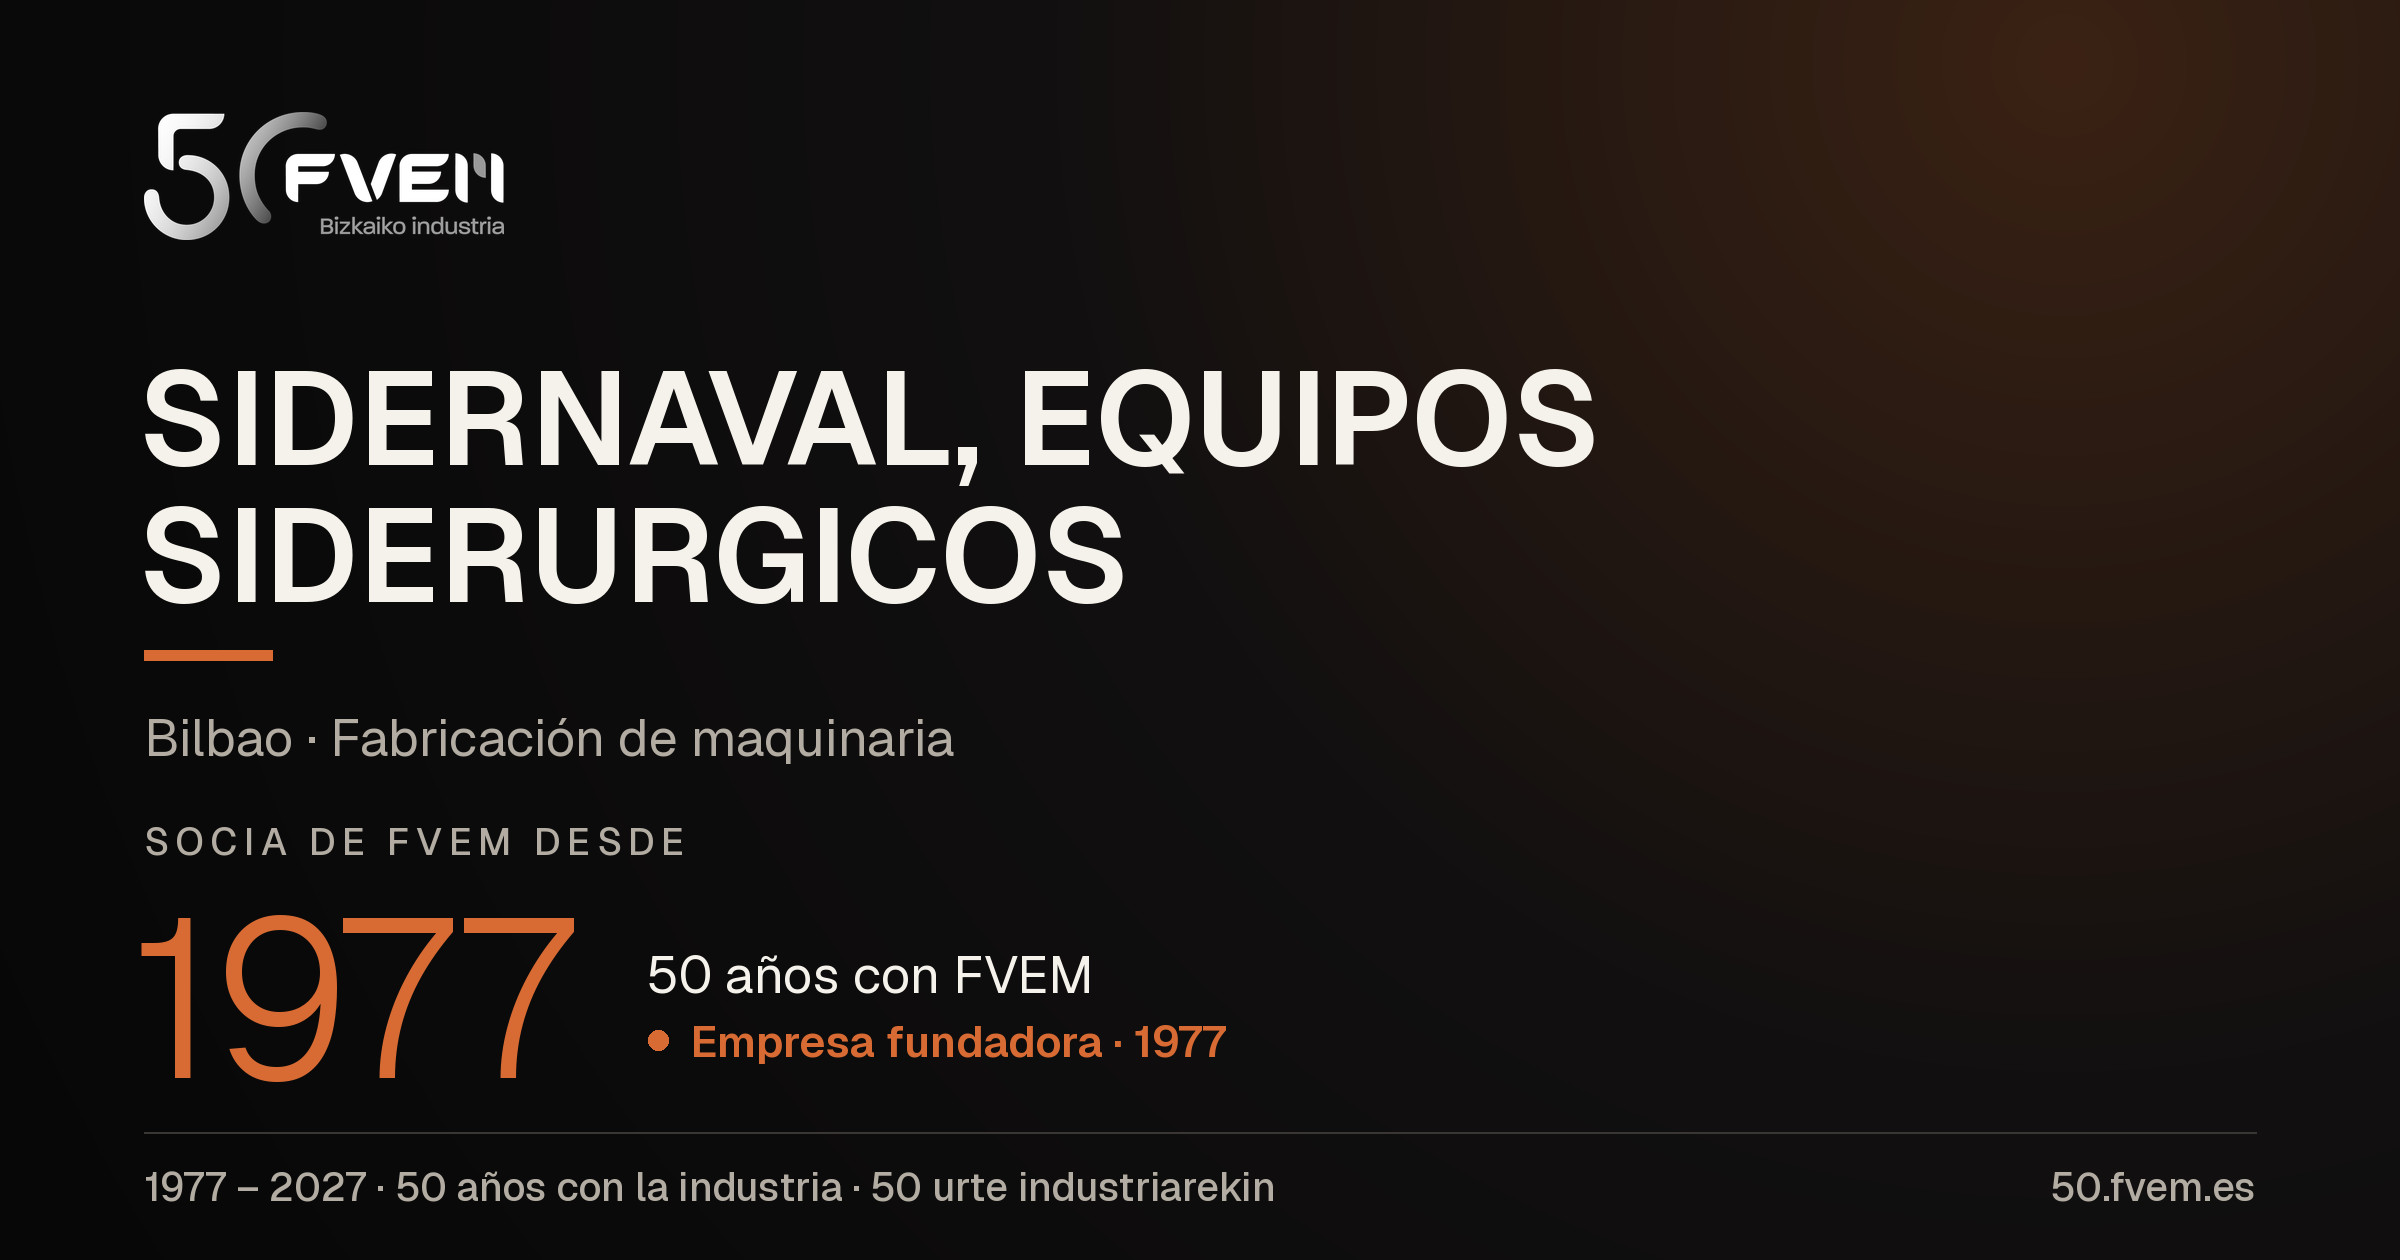 50 FVEM
Bizkaiko industria
SIDERNAVAL, EQUIPOS
SIDERURGICOS
Bilbao · Fabricación de maquinaria
SOCIA DE FVEM DESDE
1977
50 años con FVEM
Empresa fundadora · 1977
1977 – 2027 · 50 años con la industria · 50 urte industriarekin
50.fvem.es